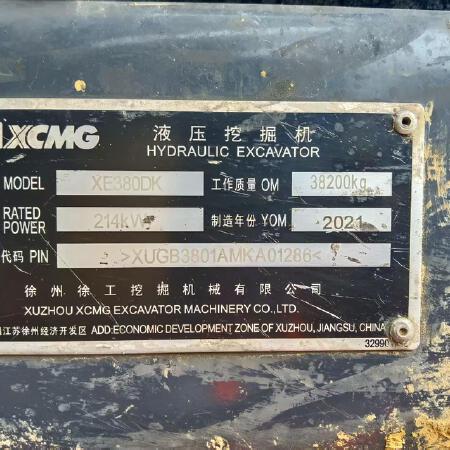 XCMG 液压挖掘机
HYDRAULIC EXCAVATOR
MODEL XE380DK 工作质量 OM 38200kg
RATED POWER 214kW 制造年份 YOM 2021
代码 PIN >XUGB3801AMKA01286<
徐州徐工挖掘机械有限公司
XUZHOU XCMG EXCAVATOR MACHINERY CO.,LTD.
江苏徐州经济开发区 ADD:ECONOMIC DEVELOPMENT ZONE OF XUZHOU, JIANGSU, CHINA